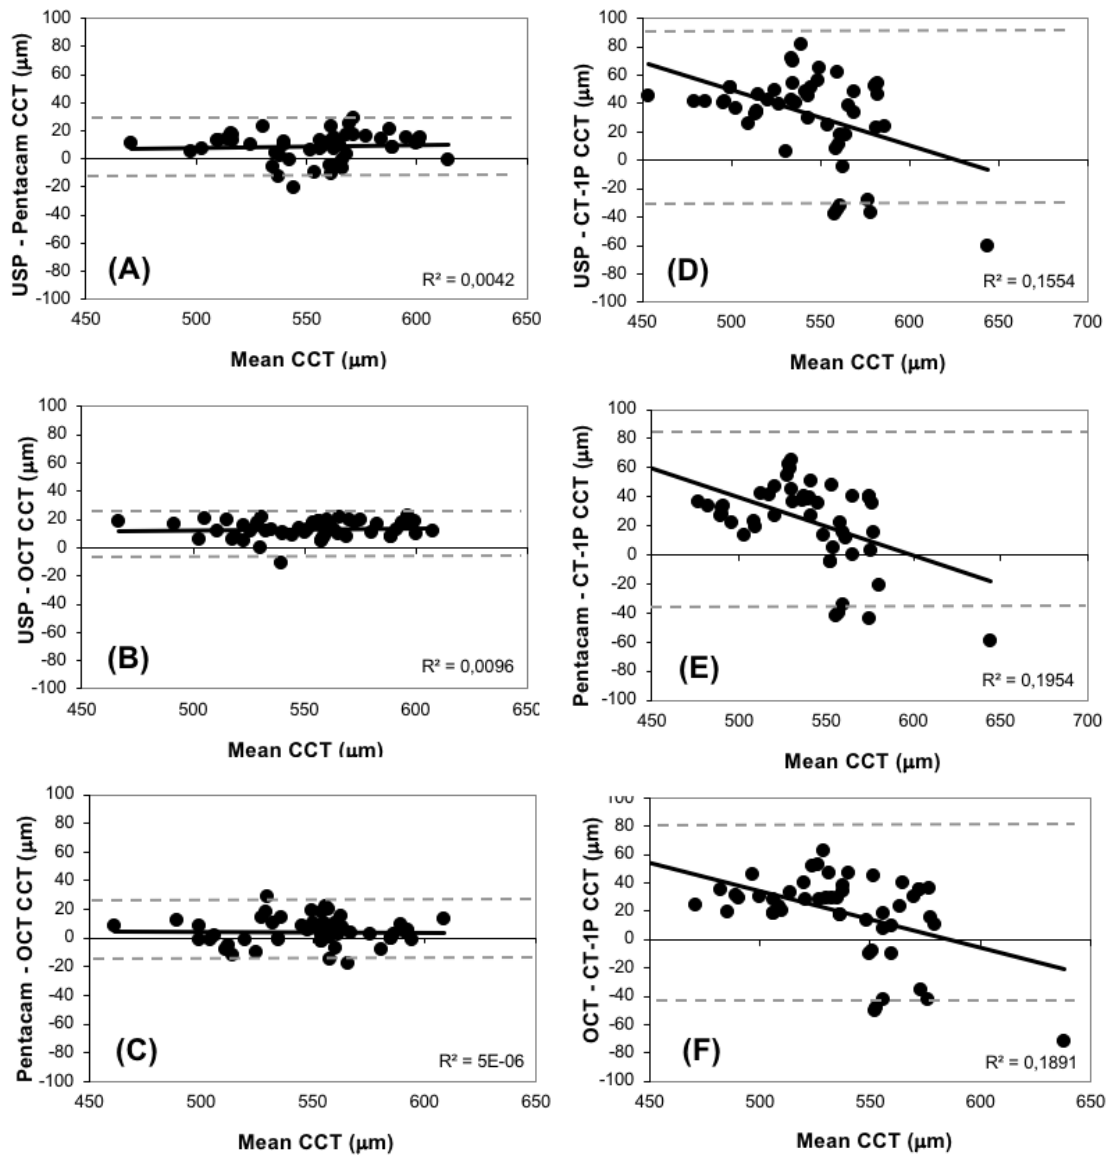 USP - Pentacam CCT (μm)
100
80
60
40
20
0
-20
-40
-60
-80
-100
(A)
R² = 0,0042
450 500 550 600 650
Mean CCT (μm)
USP - CT-1P CCT (μm)
100
80
60
40
20
0
-20
-40
-60
-80
-100
(D)
R² = 0,1554
450 500 550 600 650 700
Mean CCT (μm)
USP - OCT CCT (μm)
100
80
60
40
20
0
-20
-40
-60
-80
-100
(B)
R² = 0,0096
450 500 550 600 650
Mean CCT (μm)
Pentacam - CT-1P CCT (μm)
100
80
60
40
20
0
-20
-40
-60
-80
-100
(E)
R² = 0,1954
450 500 550 600 650 700
Mean CCT (μm)
Pentacam - OCT CCT (μm)
100
80
60
40
20
0
-20
-40
-60
-80
-100
(C)
R² = 5E-06
450 500 550 600 650
Mean CCT (μm)
OCT - CT-1P CCT (μm)
100
80
60
40
20
0
-20
-40
-60
-80
-100
(F)
R² = 0,1891
450 500 550 600 650
Mean CCT (μm)